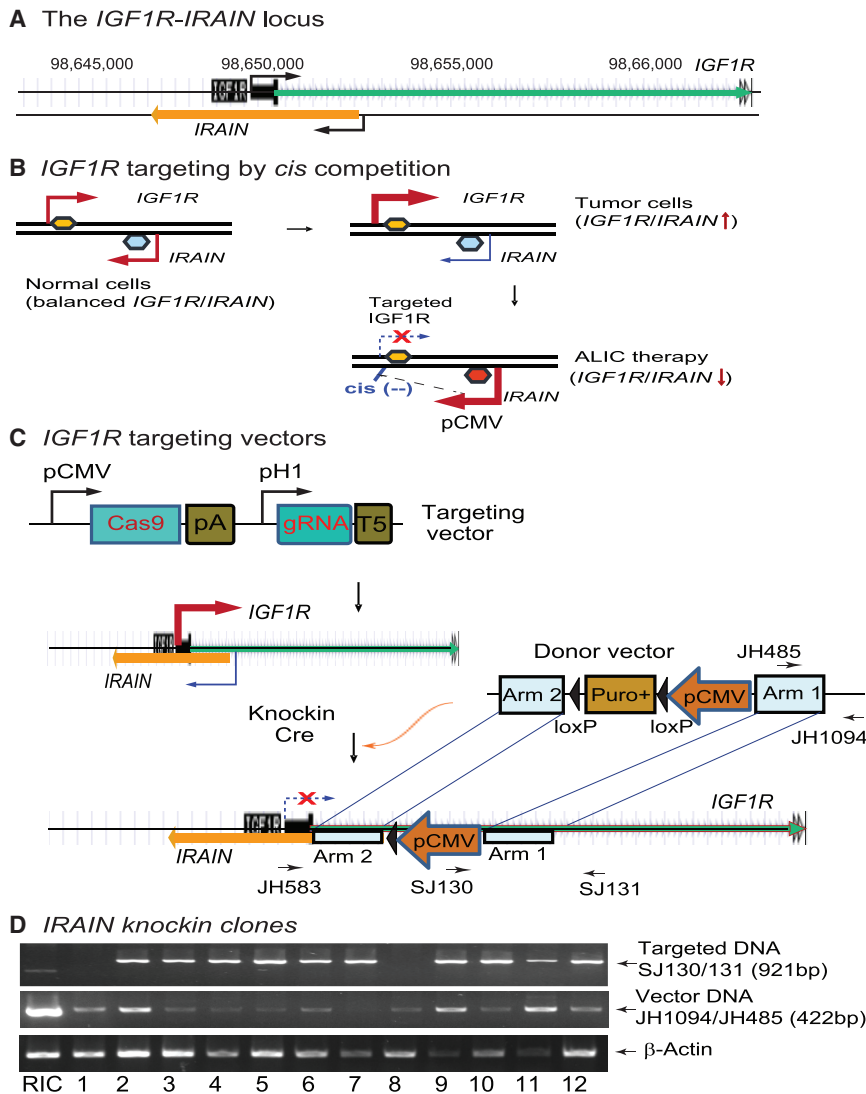 A The IGF1R-IRAIN locus
98,645,000 98,650,000 98,655,000 98,660,000
IGF1R
IGF1R
IRAIN
B IGF1R targeting by cis competition
IGF1R
IRAIN
Normal cells
(balanced IGF1R/IRAIN)
IGF1R
IRAIN
Tumor cells
(IGF1R/IRAIN ↑)
Targeted
IGF1R
X
cis (--)
IRAIN
pCMV
ALIC therapy
(IGF1R/IRAIN ↓)
C IGF1R targeting vectors
pCMV pH1
Cas9 pA gRNA T5
Targeting
vector
IGF1R
IGF1R
IRAIN
Donor vector
JH485
Arm 2 Puro+ pCMV Arm 1
loxP loxP
JH1094
Knockin
Cre
X
IGF1R
IGF1R
IRAIN
Arm 2 pCMV Arm 1
JH583 SJ130 SJ131
D IRAIN knockin clones
Targeted DNA
SJ130/131 (921bp)
Vector DNA
JH1094/JH485 (422bp)
β-Actin
RIC 1 2 3 4 5 6 7 8 9 10 11 12